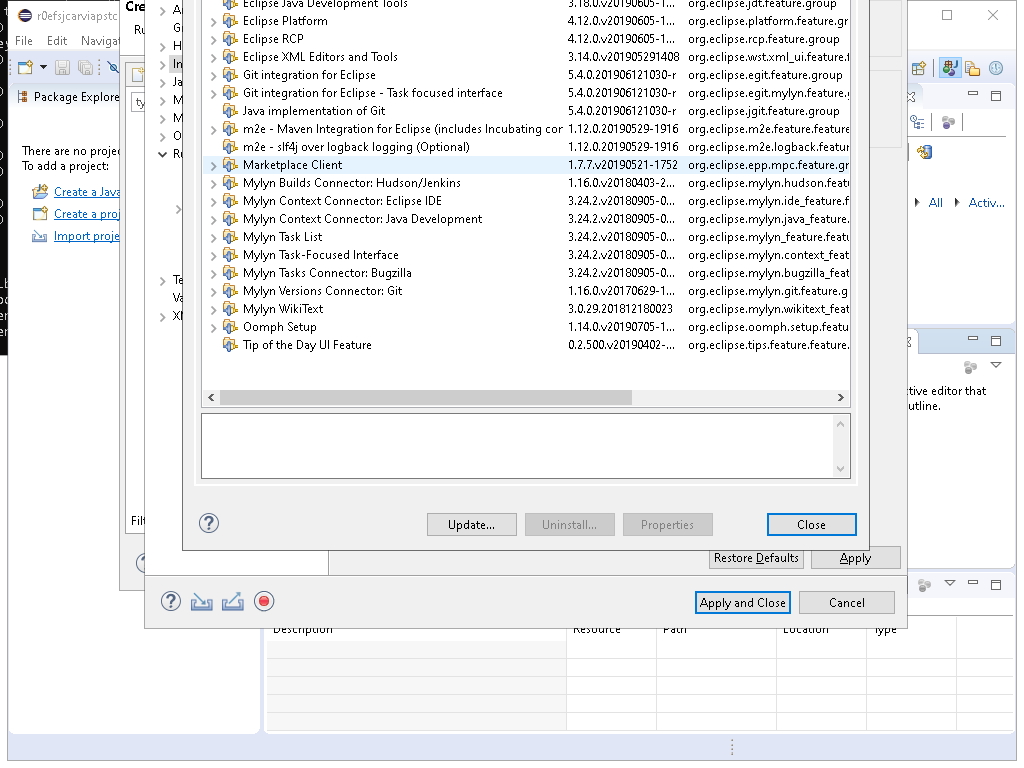 r0efsjcarviapstc
Cre
File Edit Navigat
Ru
Package Explore
There are no projec
To add a project:
Create a Java
Create a proj
Import proje
ty
A
G
H
In
Ja
M
M
O
Ru
Te
Va
XM
Filt
Eclipse Java Development Tools 3.18.0.v20190605-1... org.eclipse.jdt.feature.group
Eclipse Platform 4.12.0.v20190605-1... org.eclipse.platform.feature.gr
Eclipse RCP 4.12.0.v20190605-1... org.eclipse.rcp.feature.group
Eclipse XML Editors and Tools 3.14.0.v201905291408 org.eclipse.wst.xml_ui.feature.f
Git integration for Eclipse 5.4.0.201906121030-r org.eclipse.egit.feature.group
Git integration for Eclipse - Task focused interface 5.4.0.201906121030-r org.eclipse.egit.mylyn.feature.
Java implementation of Git 5.4.0.201906121030-r org.eclipse.jgit.feature.group
m2e - Maven Integration for Eclipse (includes Incubating cor 1.12.0.20190529-1916 org.eclipse.m2e.feature.feature
m2e - slf4j over logback logging (Optional) 1.12.0.20190529-1916 org.eclipse.m2e.logback.featur
Marketplace Client 1.7.7.v20190521-1752 org.eclipse.epp.mpc.feature.gr
Mylyn Builds Connector: Hudson/Jenkins 1.16.0.v20180403-2... org.eclipse.mylyn.hudson.featu
Mylyn Context Connector: Eclipse IDE 3.24.2.v20180905-0... org.eclipse.mylyn.ide_feature.f
Mylyn Context Connector: Java Development 3.24.2.v20180905-0... org.eclipse.mylyn.java_feature.
Mylyn Task List 3.24.2.v20180905-0... org.eclipse.mylyn_feature.featu
Mylyn Task-Focused Interface 3.24.2.v20180905-0... org.eclipse.mylyn.context_feat
Mylyn Tasks Connector: Bugzilla 3.24.2.v20180905-0... org.eclipse.mylyn.bugzilla_feat
Mylyn Versions Connector: Git 1.16.0.v20170629-1... org.eclipse.mylyn.git.feature.g
Mylyn WikiText 3.0.29.201812180023 org.eclipse.mylyn.wikitext_feat
Oomph Setup 1.14.0.v20190705-1... org.eclipse.oomph.setup.featu
Tip of the Day UI Feature 0.2.500.v20190402-... org.eclipse.tips.feature.feature.
All Activ...
ctive editor that
utline.
Update... Uninstall... Properties Close
Restore Defaults Apply
Apply and Close Cancel
Description Resource Path Location Type